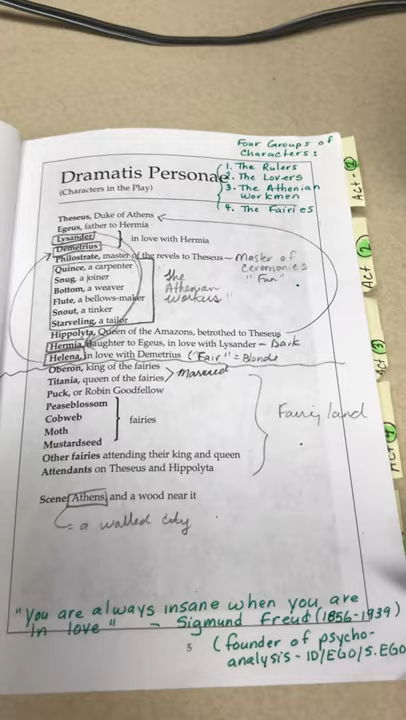 Four Groups of
Characters:
Dramatis Personae
(Characters in the Play)
1. The Rulers
2. The Lovers
3. The Athenian
Workmen
4. The Fairies
Theseus, Duke of Athens
Egeus, father to Hermia
Lysander
Demetrius
in love with Hermia
Philostrate, master of the revels to Theseus — Master of
Ceremonies
"Fun"
Quince, a carpenter
Snug, a joiner
Bottom, a weaver
Flute, a bellows-maker
Snout, a tinker
Starveling, a tailor
"The
Athenian
Workers"
Hippolyta, Queen of the Amazons, betrothed to Theseus
Hermia, daughter to Egeus, in love with Lysander — Dark
Helena, in love with Demetrius ("Fair" = Blonde
Oberon, king of the fairies
Titania, queen of the fairies
Married
Puck, or Robin Goodfellow
Peaseblossom
Cobweb
Moth
Mustardseed
fairies
Other fairies attending their king and queen
Attendants on Theseus and Hippolyta
Fairyland
Scene: Athens, and a wood near it
= a walled city
"You are always insane when you are
in love" - Sigmund Freud (1856-1939)
(founder of psycho-
analysis - ID/EGO/S.EGO
5
Act
Act 2
Act 3
Act 4